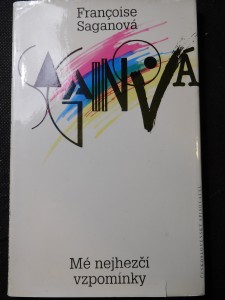 Françoise
Saganová
SAGANOVÁ
Mé nejhezčí
vzpomínky